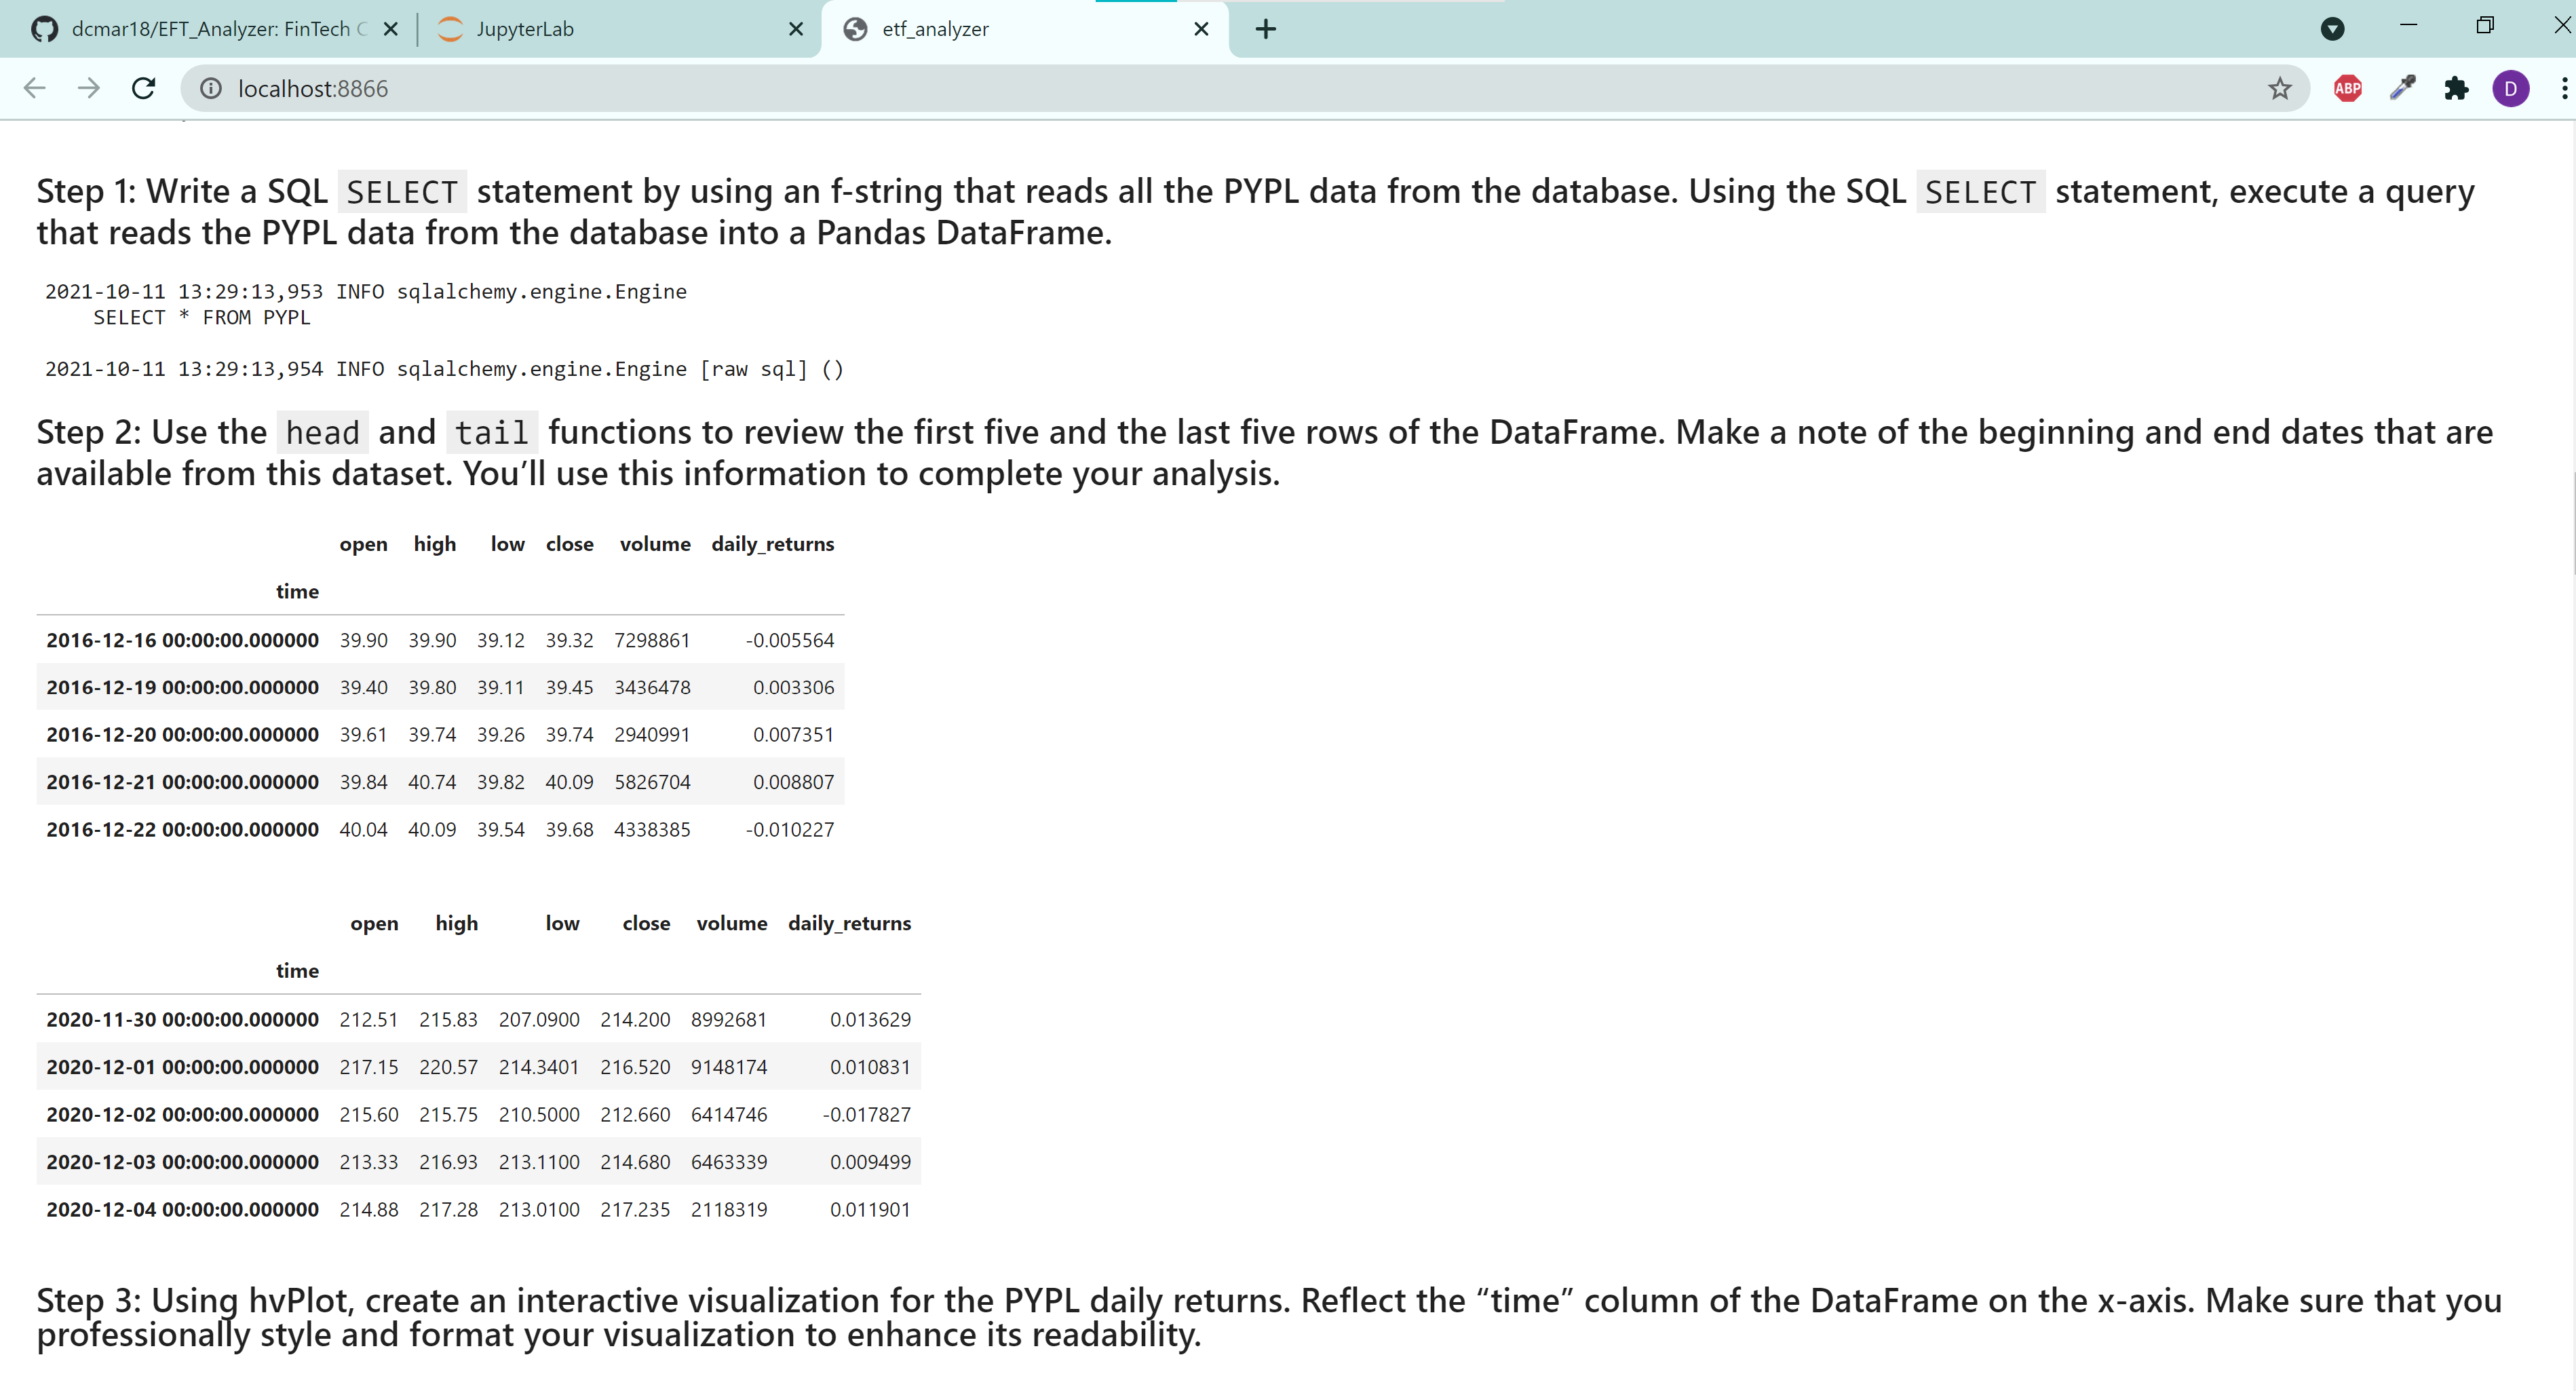 dcmar18/EFT_Analyzer: FinTech C
JupyterLab
etf_analyzer
localhost:8866
ABP
D
Step 1: Write a SQL SELECT statement by using an f-string that reads all the PYPL data from the database. Using the SQL SELECT statement, execute a query
that reads the PYPL data from the database into a Pandas DataFrame.
2021-10-11 13:29:13,953 INFO sqlalchemy.engine.Engine
SELECT * FROM PYPL
2021-10-11 13:29:13,954 INFO sqlalchemy.engine.Engine [raw sql] ()
Step 2: Use the head and tail functions to review the first five and the last five rows of the DataFrame. Make a note of the beginning and end dates that are
available from this dataset. You’ll use this information to complete your analysis.
open high low close volume daily_returns
time
2016-12-16 00:00:00.000000 39.90 39.90 39.12 39.32 7298861 -0.005564
2016-12-19 00:00:00.000000 39.40 39.80 39.11 39.45 3436478 0.003306
2016-12-20 00:00:00.000000 39.61 39.74 39.26 39.74 2940991 0.007351
2016-12-21 00:00:00.000000 39.84 40.74 39.82 40.09 5826704 0.008807
2016-12-22 00:00:00.000000 40.04 40.09 39.54 39.68 4338385 -0.010227
open high low close volume daily_returns
time
2020-11-30 00:00:00.000000 212.51 215.83 207.0900 214.200 8992681 0.013629
2020-12-01 00:00:00.000000 217.15 220.57 214.3401 216.520 9148174 0.010831
2020-12-02 00:00:00.000000 215.60 215.75 210.5000 212.660 6414746 -0.017827
2020-12-03 00:00:00.000000 213.33 216.93 213.1100 214.680 6463339 0.009499
2020-12-04 00:00:00.000000 214.88 217.28 213.0100 217.235 2118319 0.011901
Step 3: Using hvPlot, create an interactive visualization for the PYPL daily returns. Reflect the “time” column of the DataFrame on the x-axis. Make sure that you
professionally style and format your visualization to enhance its readability.